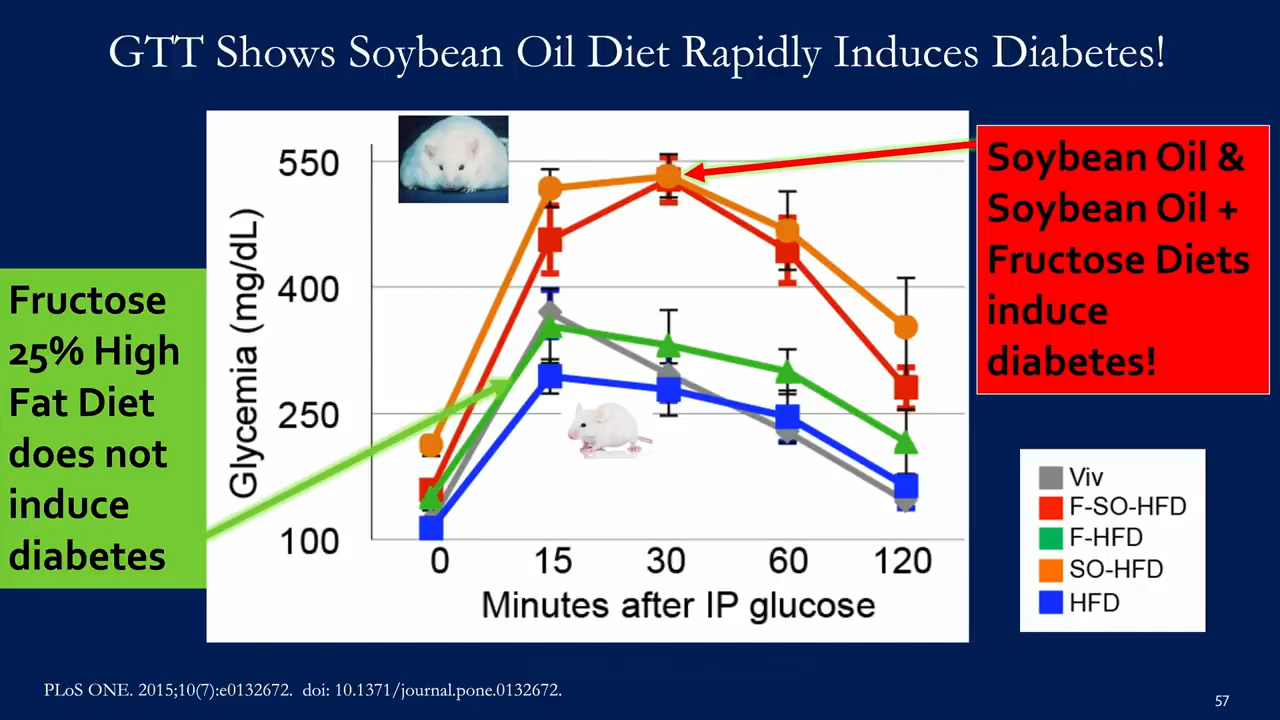 GTT Shows Soybean Oil Diet Rapidly Induces Diabetes!
Fructose
25% High
Fat Diet
does not
induce
diabetes
Glycemia (mg/dL)
550
400
250
100
0 15 30 60 120
Minutes after IP glucose
Soybean Oil &
Soybean Oil +
Fructose Diets
induce
diabetes!
Viv
F-SO-HFD
F-HFD
SO-HFD
HFD
PLoS ONE. 2015;10(7):e0132672. doi: 10.1371/journal.pone.0132672.
57